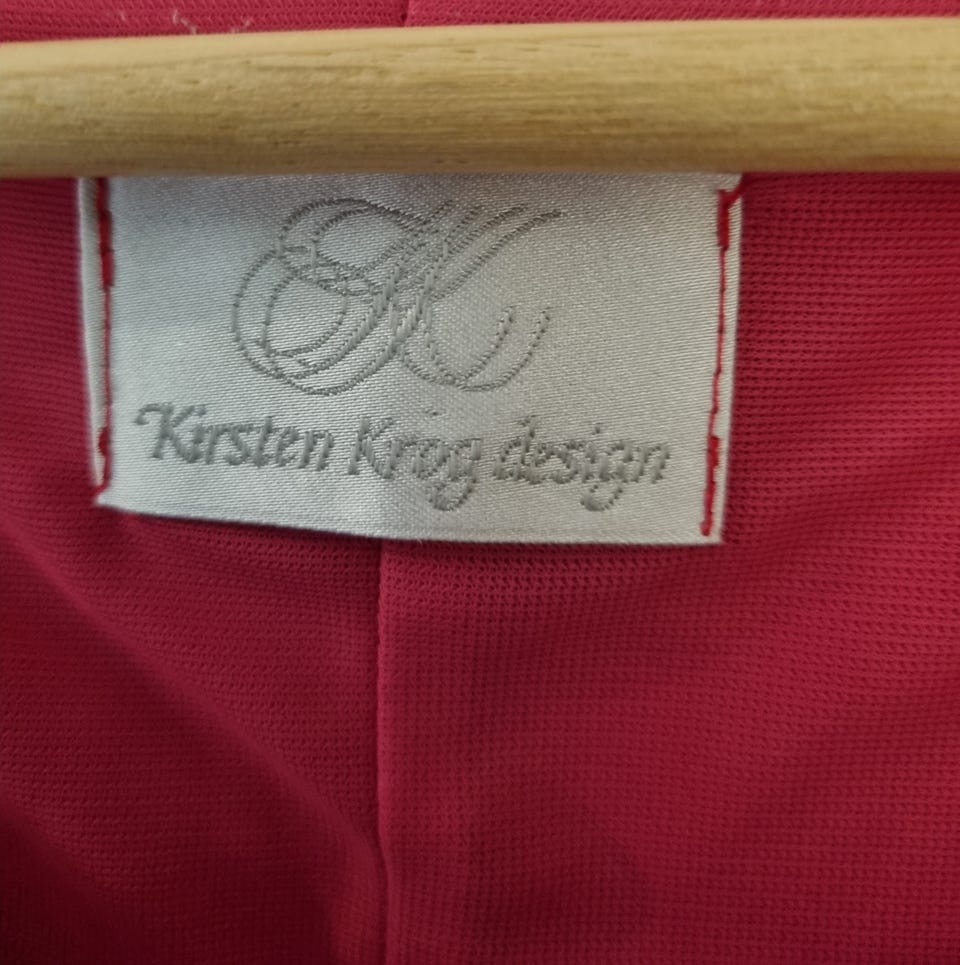 Kirsten Krog design